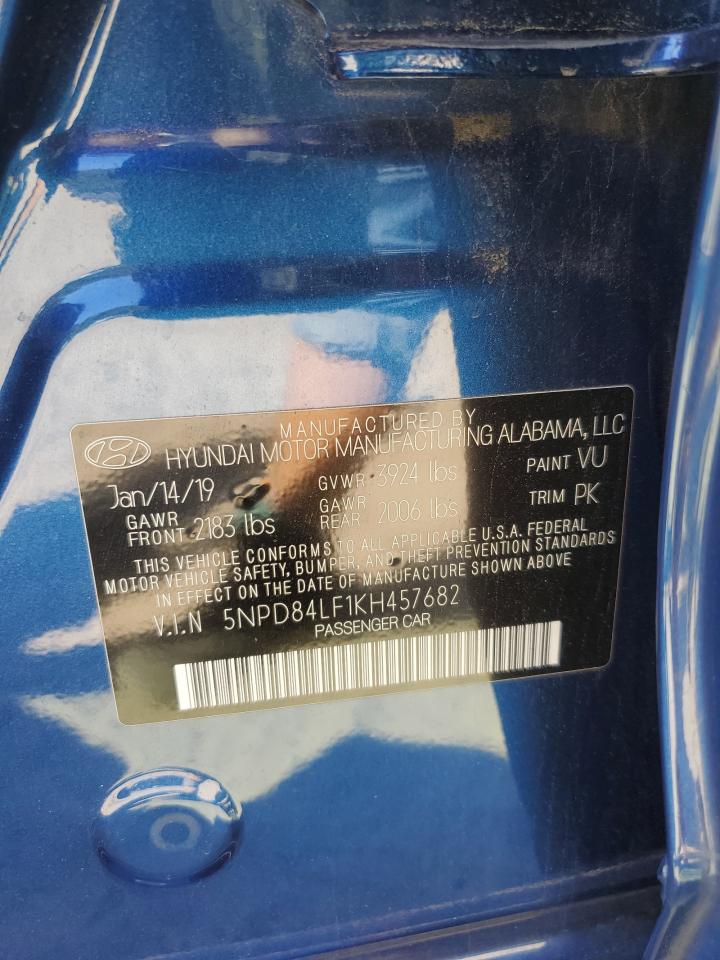 MANUFACTURED BY
HYUNDAI MOTOR MANUFACTURING ALABAMA, LLC
Jan/14/19 GVWR 3924 lbs PAINT VU
GAWR FRONT 2183 lbs GAWR REAR 2006 lbs TRIM PK
THIS VEHICLE CONFORMS TO ALL APPLICABLE U.S.A. FEDERAL
MOTOR VEHICLE SAFETY, BUMPER, AND THEFT PREVENTION STANDARDS
IN EFFECT ON THE DATE OF MANUFACTURE SHOWN ABOVE
V.I.N 5NPD84LF1KH457682
PASSENGER CAR